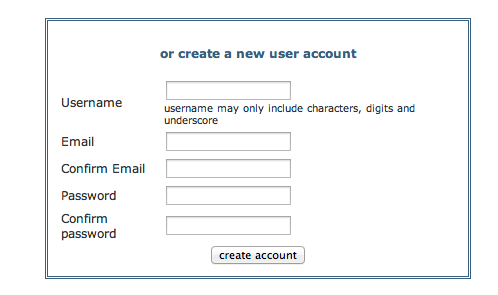 or create a new user account
Username
username may only include characters, digits and
underscore
Email
Confirm Email
Password
Confirm
password
create account